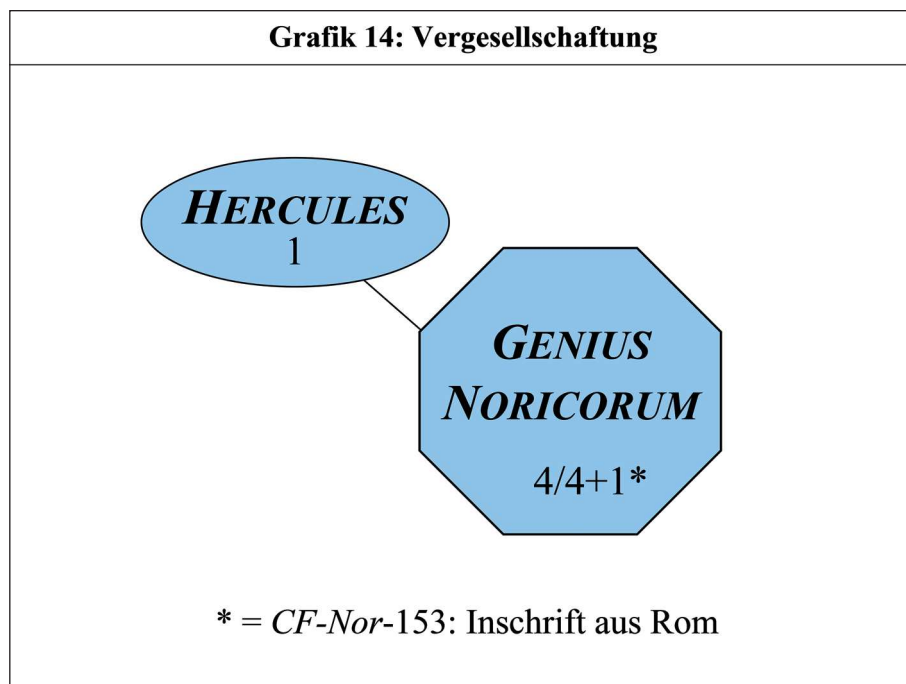 Grafik 14: Vergesellschaftung
HERCULES
1
GENIUS
NORICORUM
4/4+1*
* = CF-Nor-153: Inschrift aus Rom